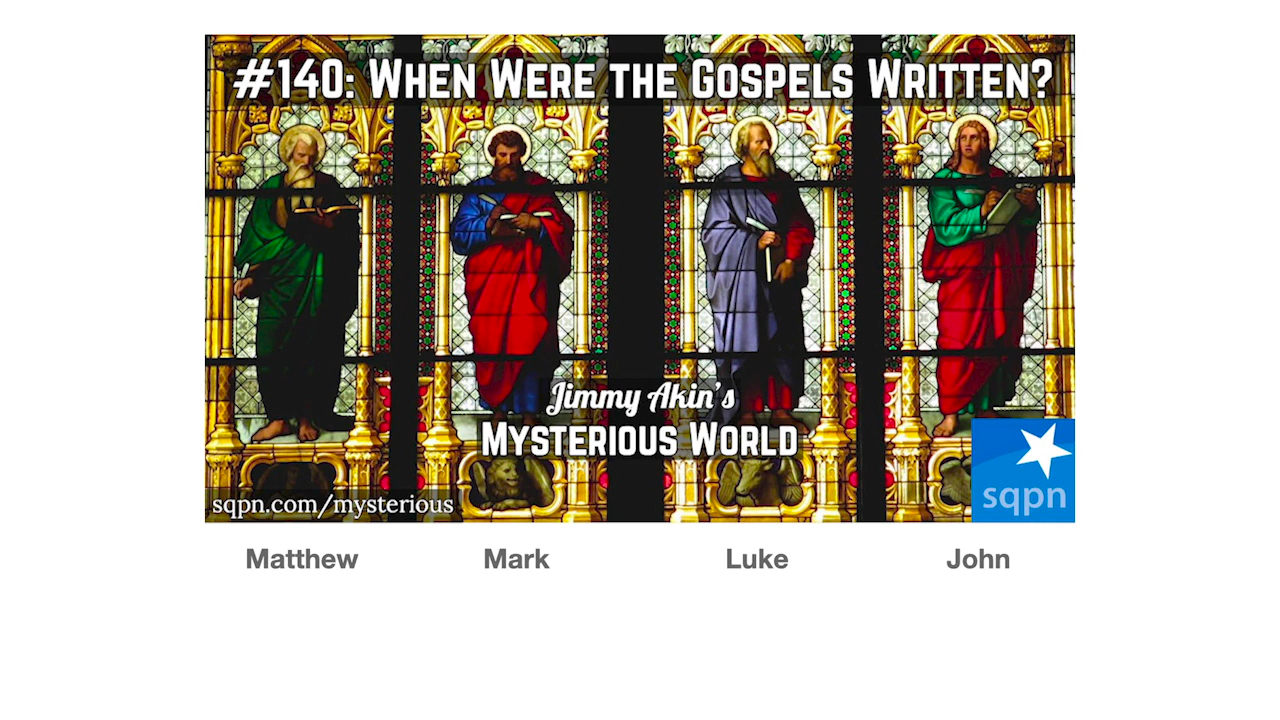 #140: When Were the Gospels Written?
Jimmy Akin's
Mysterious World
sqpn.com/mysterious
sqpn
Matthew Mark Luke John